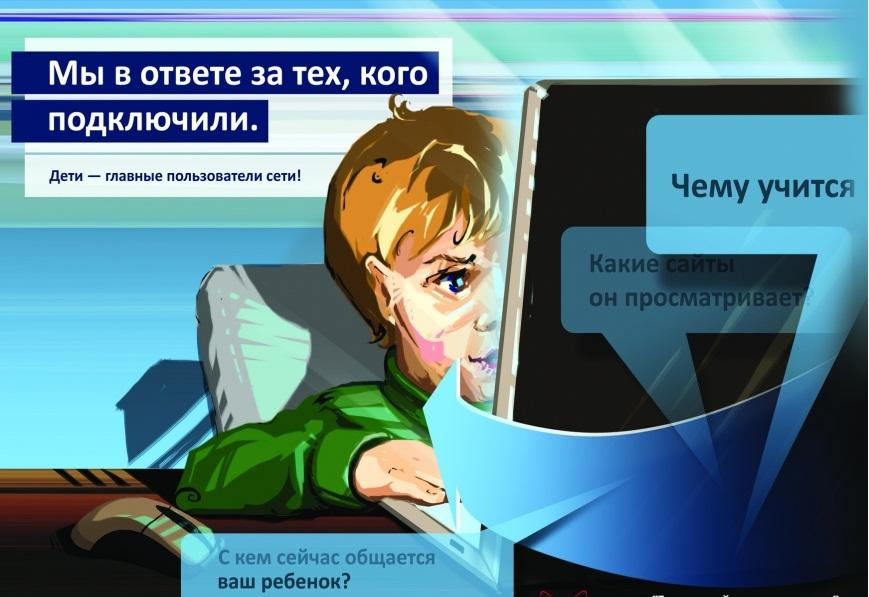 Мы в ответе за тех, кого
подключили.
Дети — главные пользователи сети!
Чему учится
Какие сайты
он просматривает?
С кем сейчас общается
ваш ребенок?